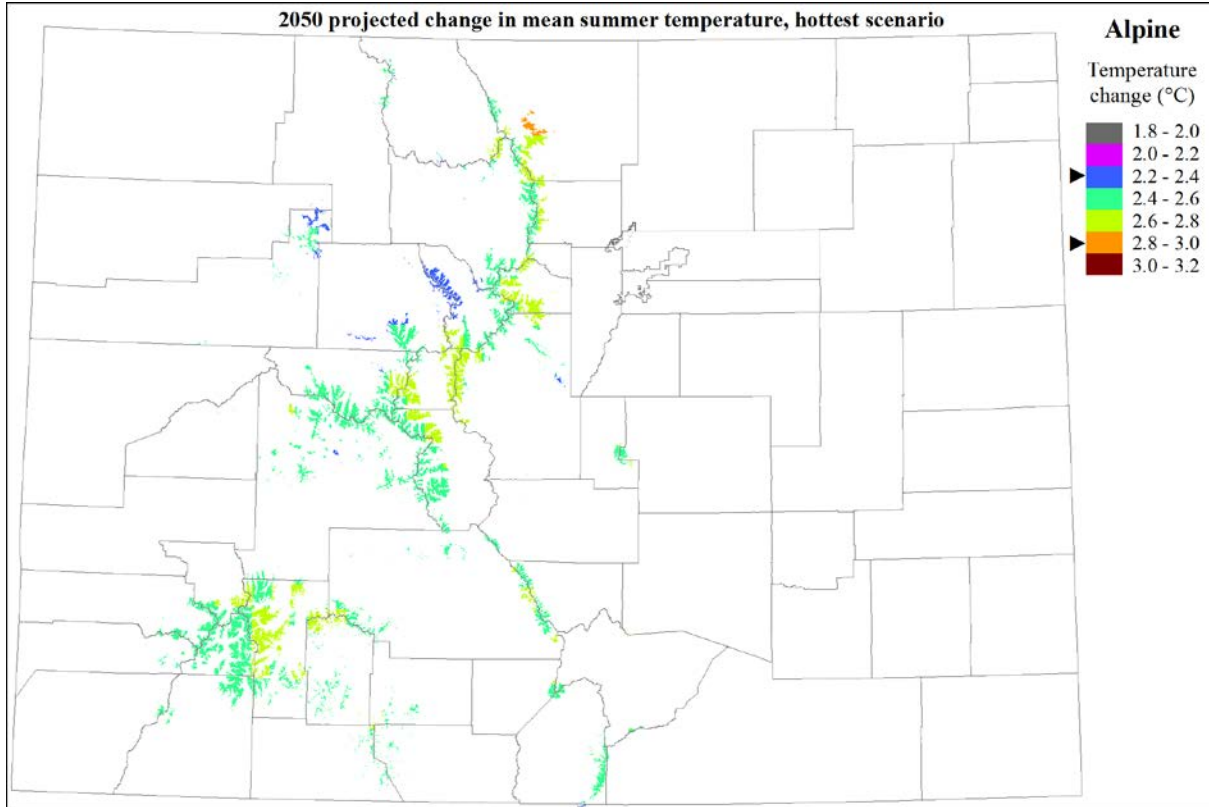 2050 projected change in mean summer temperature, hottest scenario
Alpine
Temperature
change (°C)
1.8 - 2.0
2.0 - 2.2
2.2 - 2.4
2.4 - 2.6
2.6 - 2.8
2.8 - 3.0
3.0 - 3.2